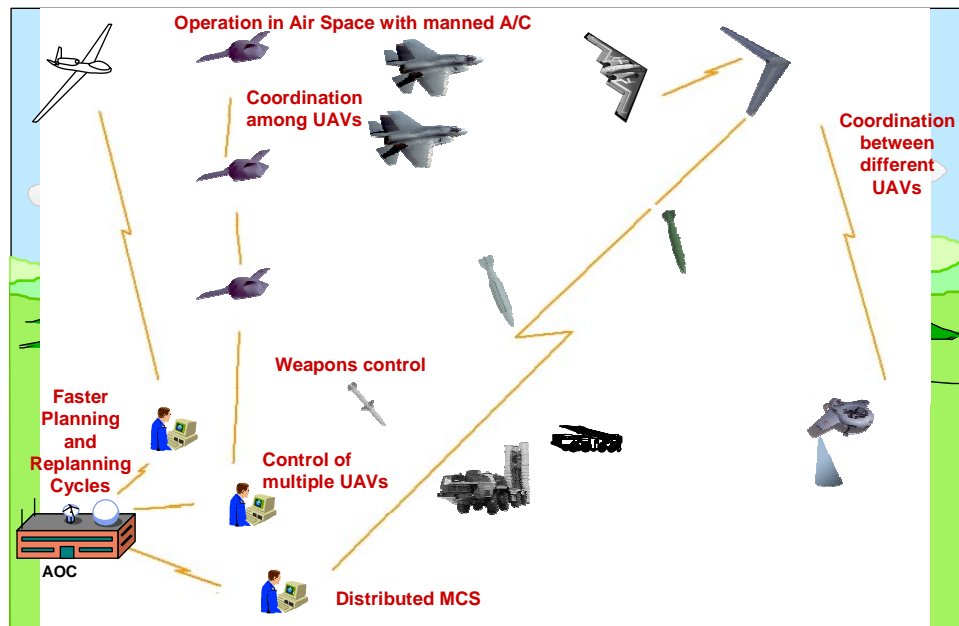 Operation in Air Space with manned A/C
Coordination
among UAVs
Coordination
between
different
UAVs
Weapons control
Faster
Planning
and
Replanning
Cycles
Control of
multiple UAVs
AOC
Distributed MCS